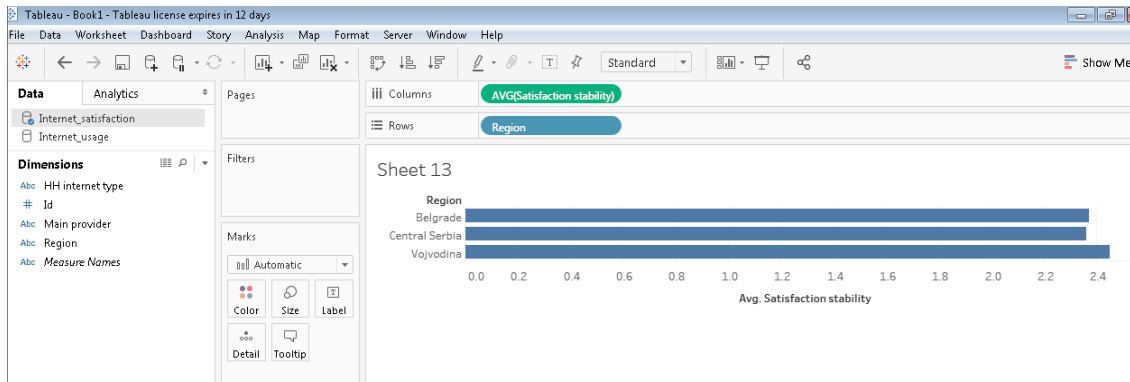 Tableau - Book1 - Tableau license expires in 12 days
File Data Worksheet Dashboard Story Analysis Map Format Server Window Help
Standard
Show Me
Data Analytics
Internet_satisfaction
Internet_usage
Dimensions
Abc HH internet type
# Id
Abc Main provider
Abc Region
Abc Measure Names
Pages
Filters
Marks
Automatic
Color Size Label
Detail Tooltip
Columns AVG(Satisfaction stability)
Rows Region
Sheet 13
Region
Belgrade
Central Serbia
Vojvodina
0.0 0.2 0.4 0.6 0.8 1.0 1.2 1.4 1.6 1.8 2.0 2.2 2.4
Avg. Satisfaction stability